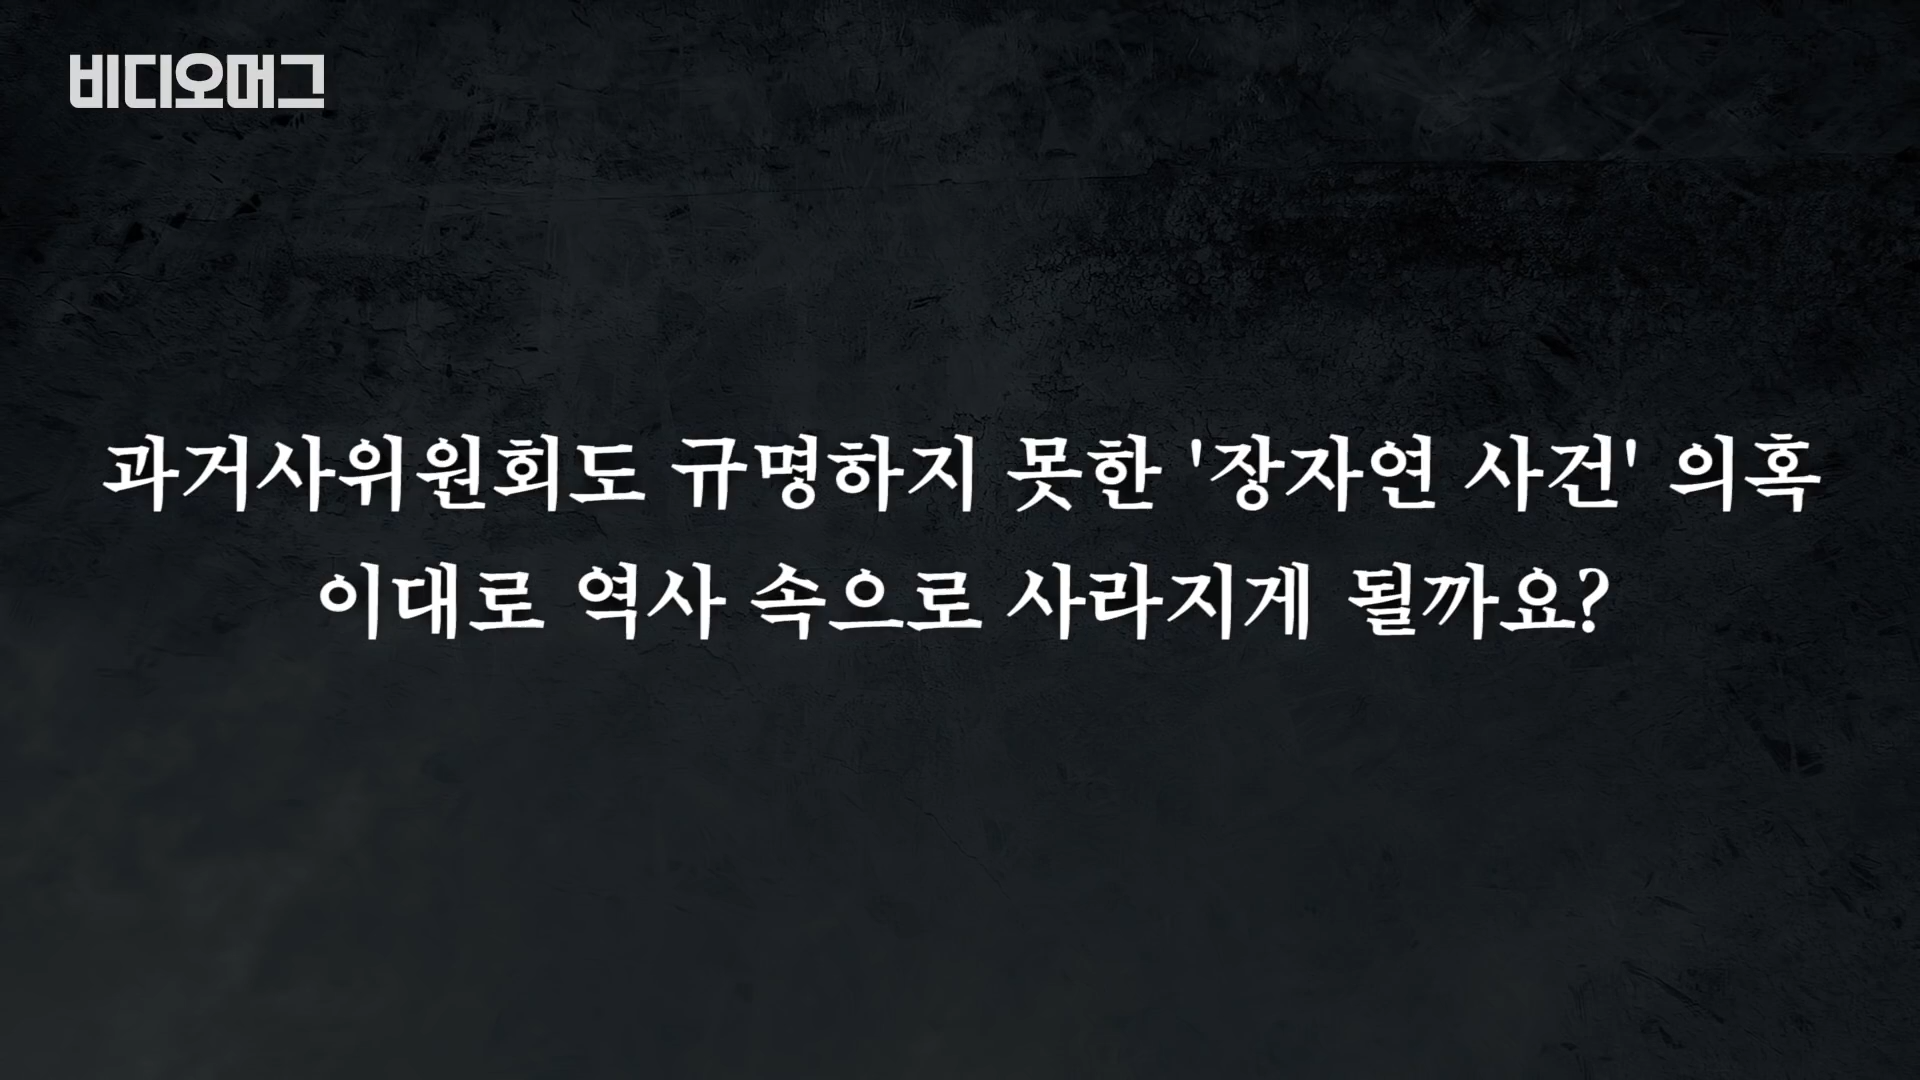 비디오머그
과거사위원회도 규명하지 못한 '장자연 사건' 의혹
이대로 역사 속으로 사라지게 될까요?